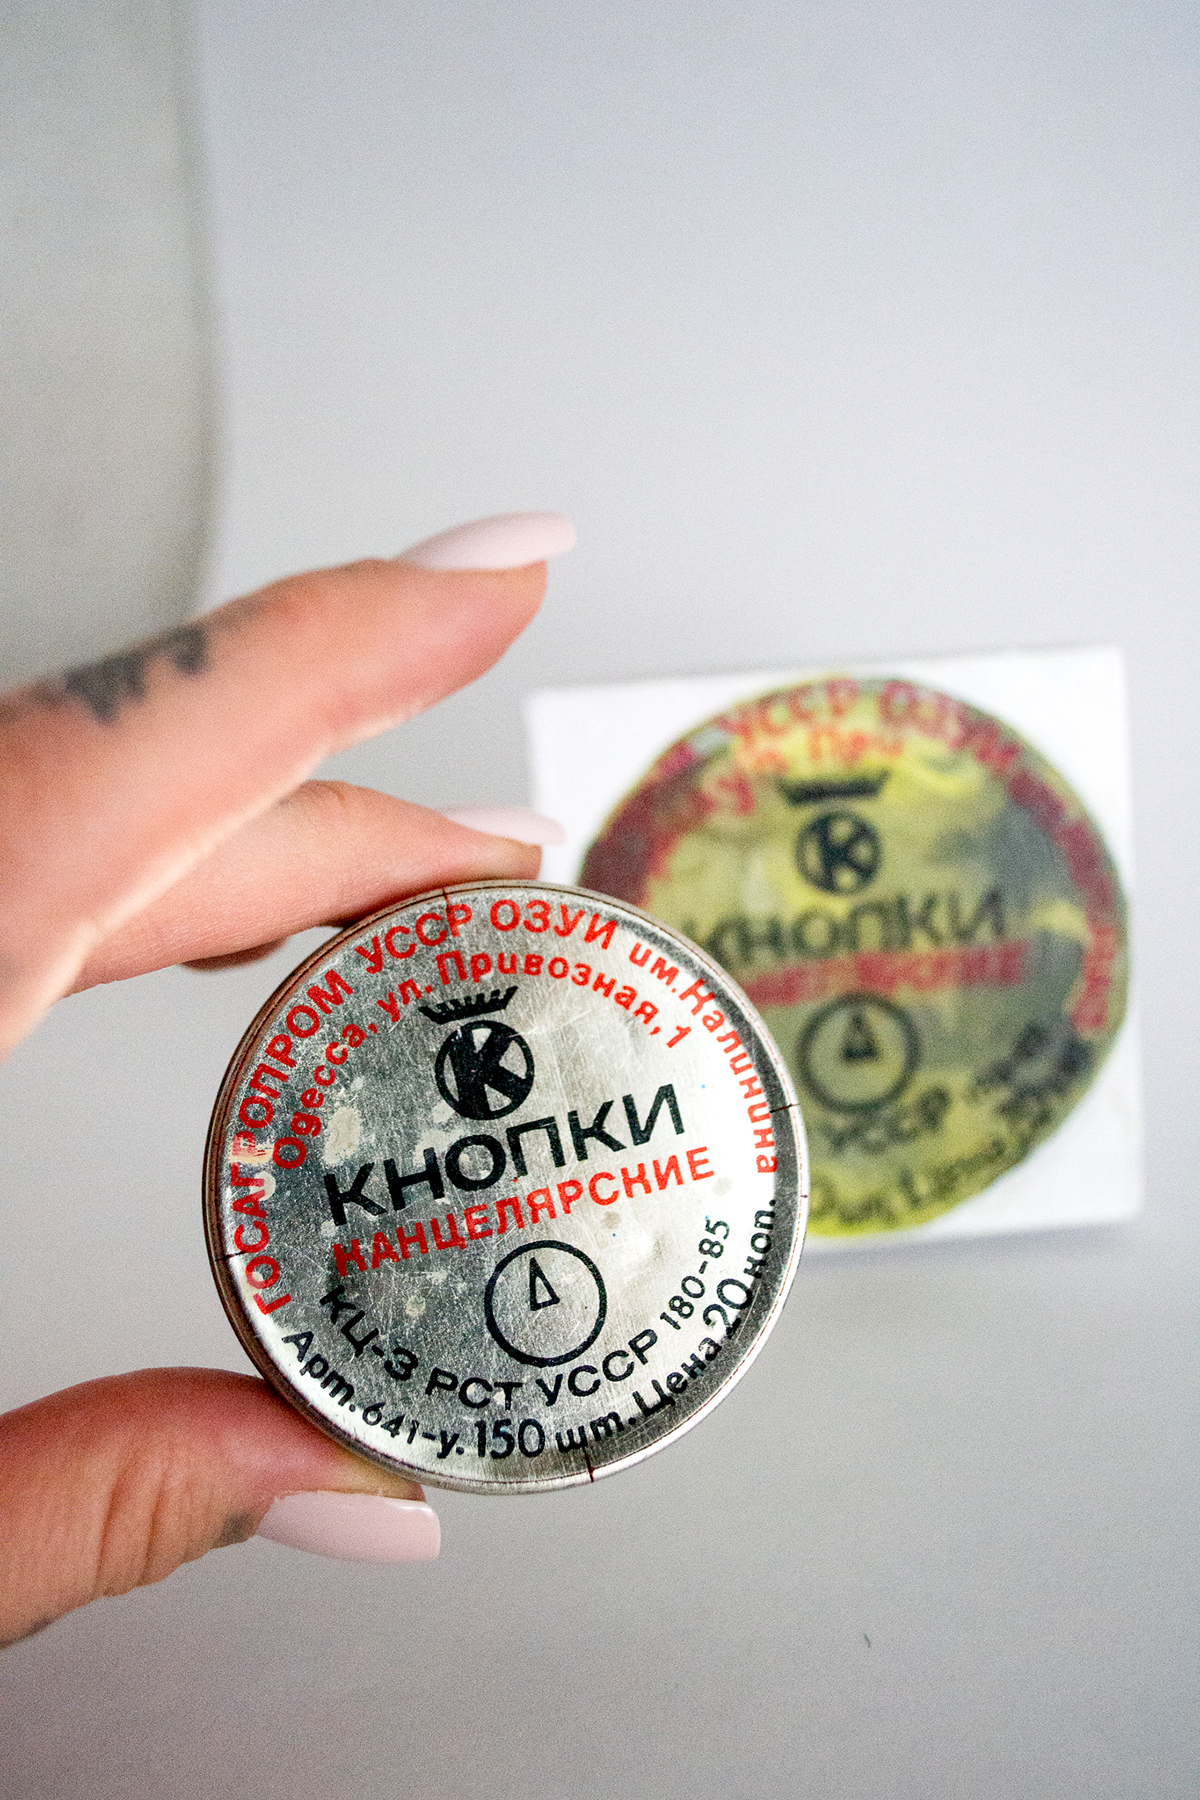 ГОСАГРОПРОМ УССР ОЗУИ им.Калинина
Одесса, ул. Привозная, 1
К
КНОПКИ
КАНЦЕЛЯРСКИЕ
КЦ-3 РСТ УССР 180-85
Арт. 641-у. 150 шт. Цена 20 коп.
УССР ОЗУИ
К
КНОПКИ
УССР